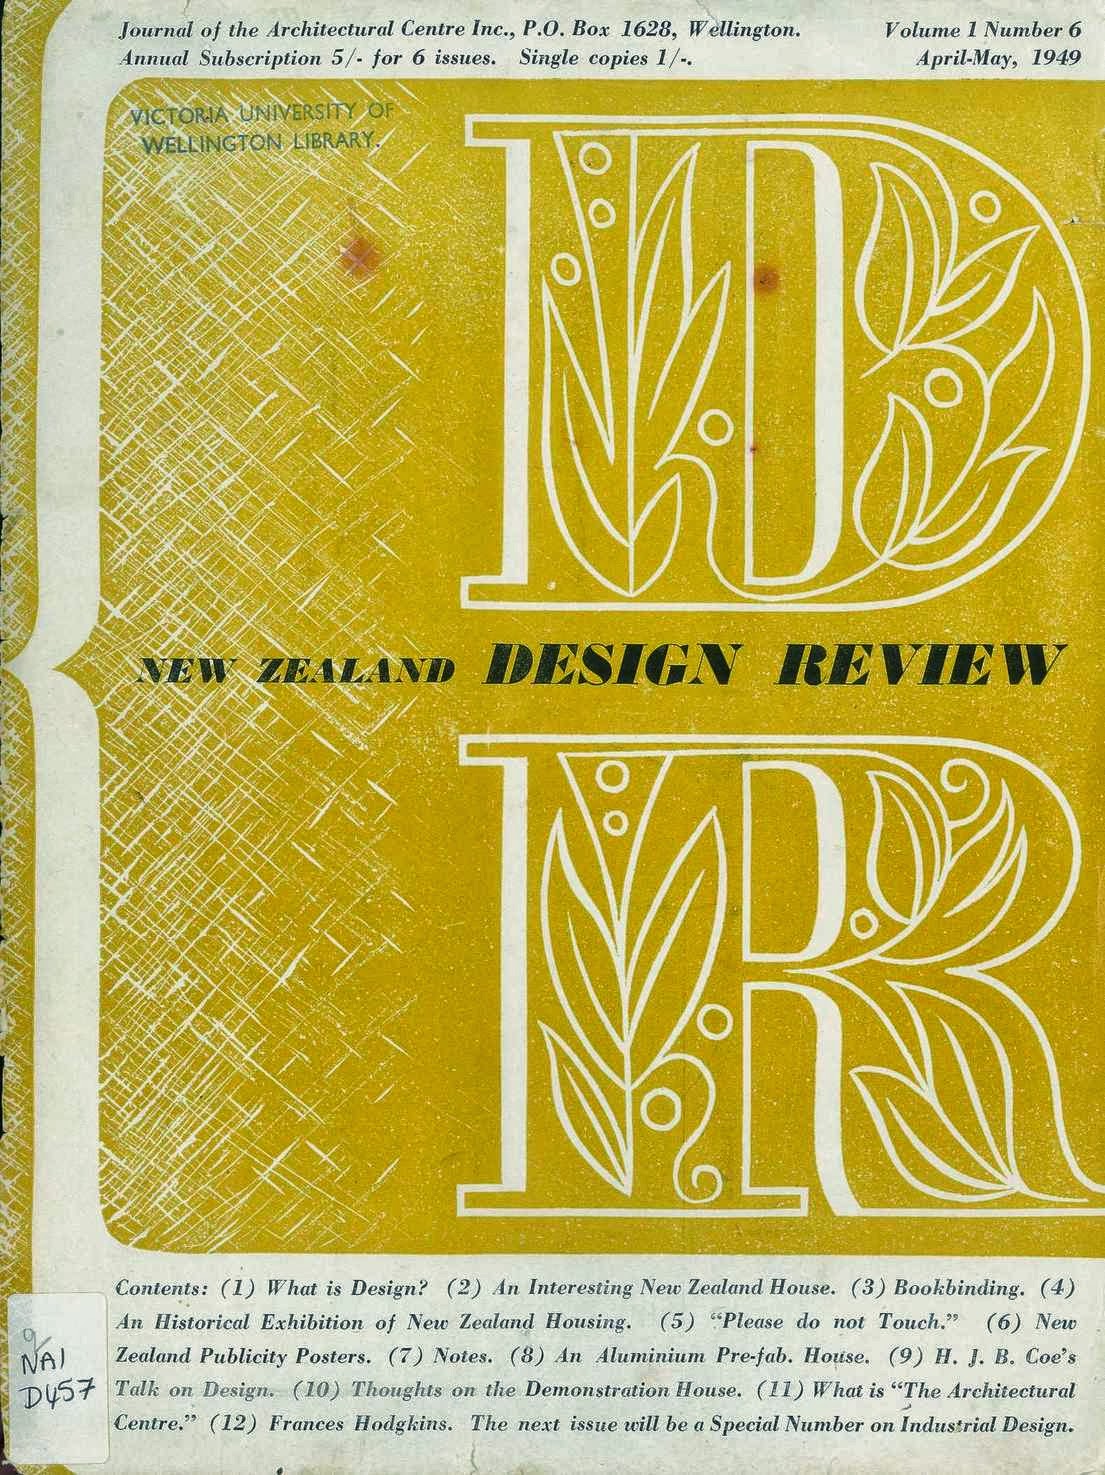 Journal of the Architectural Centre Inc., P.O. Box 1628, Wellington. Volume 1 Number 6
Annual Subscription 5/- for 6 issues. Single copies 1/-. April-May, 1949
VICTORIA UNIVERSITY OF
WELLINGTON LIBRARY.
D
NEW ZEALAND DESIGN REVIEW
R
Contents: (1) What is Design? (2) An Interesting New Zealand House. (3) Bookbinding. (4)
An Historical Exhibition of New Zealand Housing. (5) “Please do not Touch.” (6) New
Zealand Publicity Posters. (7) Notes. (8) An Aluminium Pre-fab. House. (9) H. J. B. Coe’s
Talk on Design. (10) Thoughts on the Demonstration House. (11) What is “The Architectural
Centre.” (12) Frances Hodgkins. The next issue will be a Special Number on Industrial Design.
NA1
D457